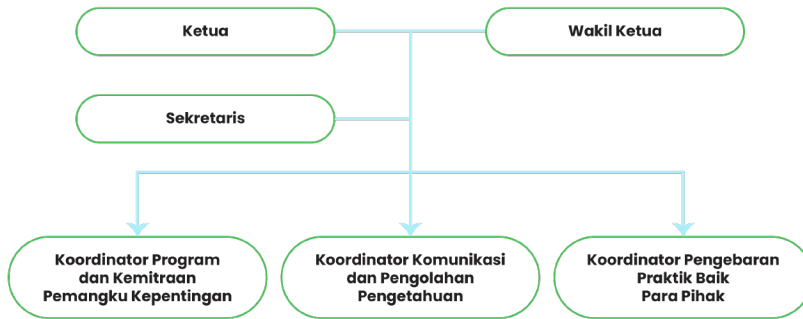 Ketua
Wakil Ketua
Sekretaris
Koordinator Program
dan Kemitraan
Pemangku Kepentingan
Koordinator Komunikasi
dan Pengolahan
Pengetahuan
Koordinator Pengebaran
Praktik Baik
Para Pihak